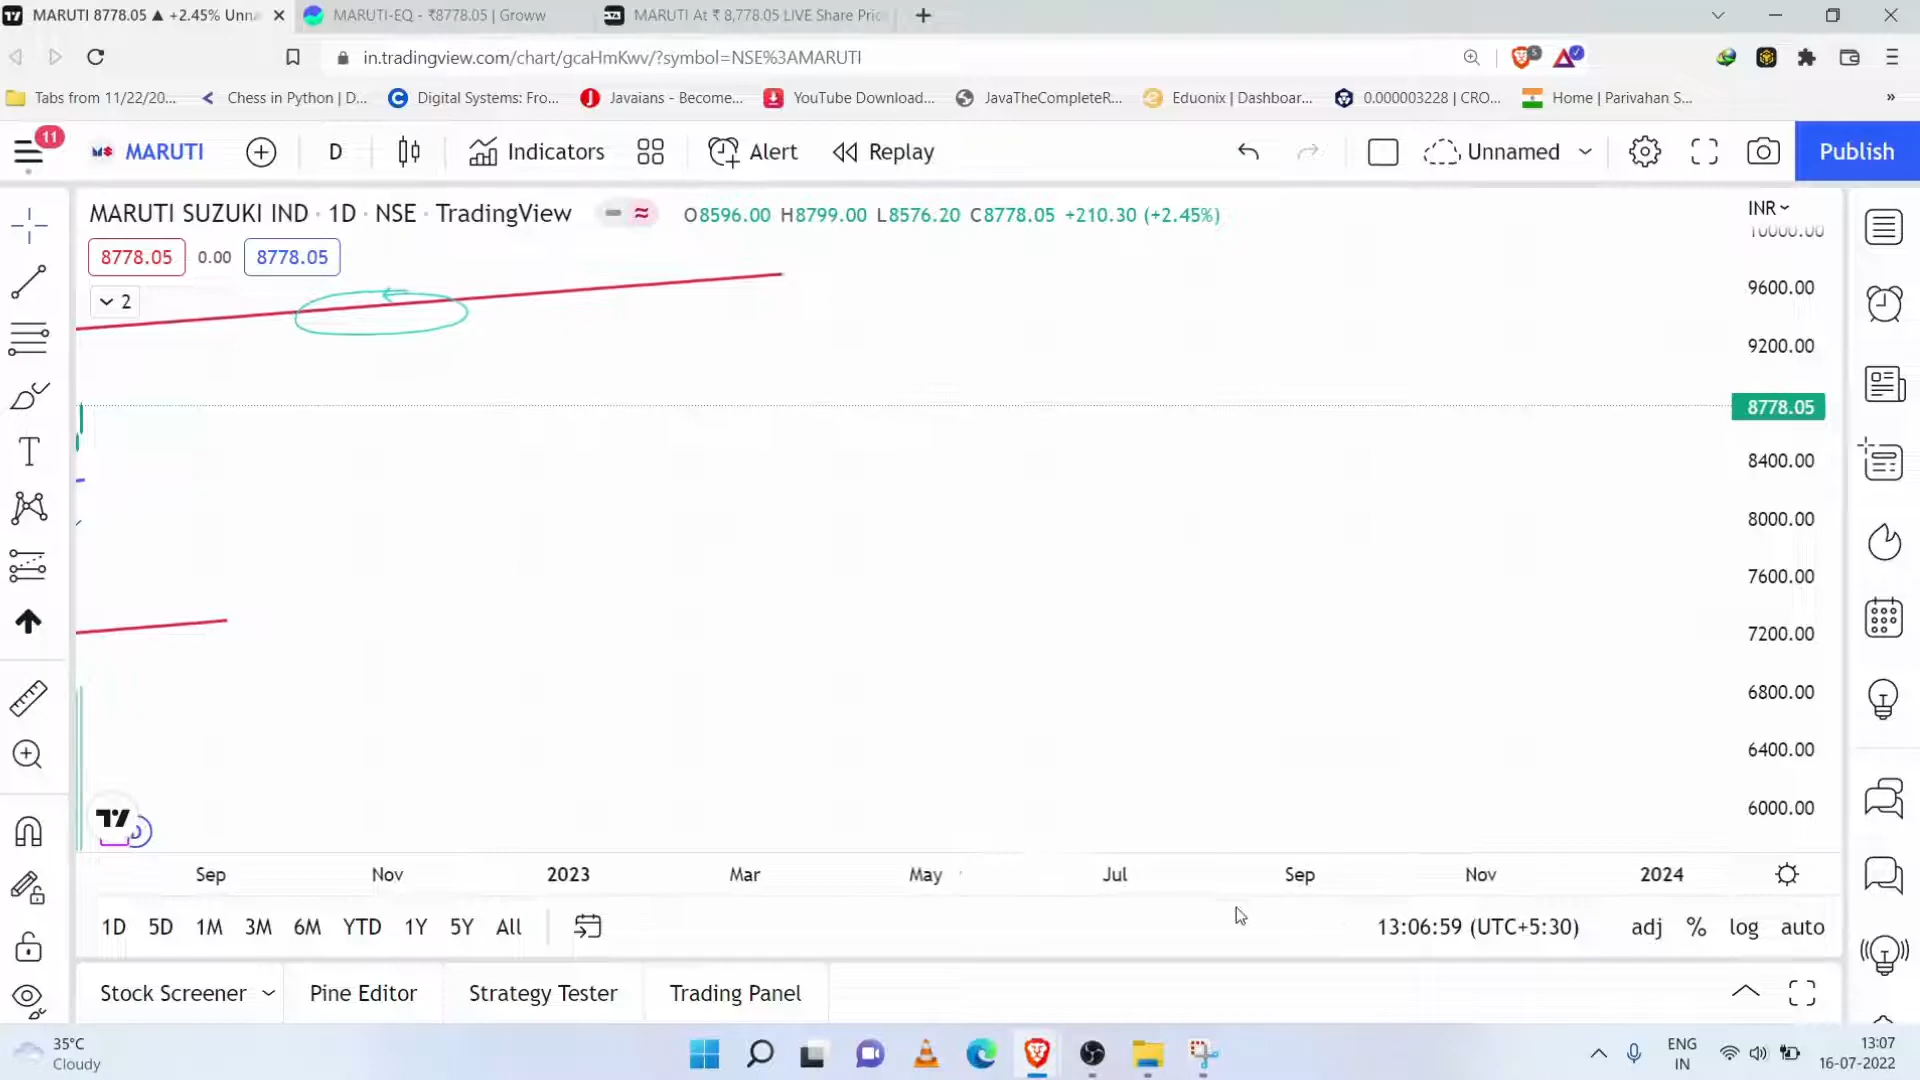 MARUTI 8778.05 ▲ +2.45% Unna
MARUTI-EQ - ₹8778.05 | Groww
MARUTI At ₹ 8,778.05 LIVE Share Pric
in.tradingview.com/chart/gcaHmKwv/?symbol=NSE%3AMARUTI
5
Tabs from 11/22/20...
Chess in Python | D...
Digital Systems: Fro...
Javaians - Become...
YouTube Download...
JavaTheCompleteR...
Eduonix | Dashboar...
0.000003228 | CRO...
Home | Parivahan S...
»
11
MARUTI
D
Indicators
Alert
Replay
Unnamed
Publish
MARUTI SUZUKI IND · 1D · NSE · TradingView
O8596.00 H8799.00 L8576.20 C8778.05 +210.30 (+2.45%)
INR
8778.05
0.00
8778.05
2
10000.00
9600.00
9200.00
8778.05
8400.00
8000.00
7600.00
7200.00
6800.00
6400.00
6000.00
Sep Nov 2023 Mar May Jul Sep Nov 2024
1D 5D 1M 3M 6M YTD 1Y 5Y All
13:06:59 (UTC+5:30)
adj % log auto
Stock Screener
Pine Editor
Strategy Tester
Trading Panel
35°C
Cloudy
ENG
IN
13:07
16-07-2022